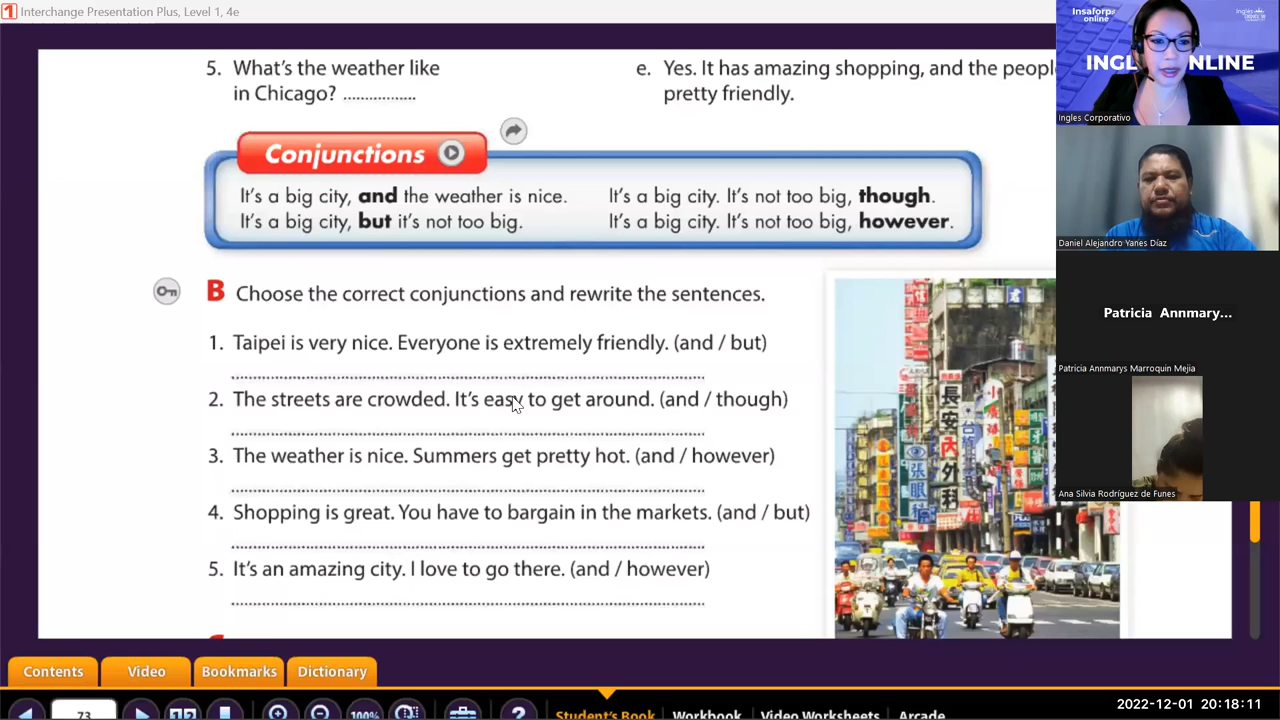 Interchange Presentation Plus, Level 1, 4e
5. What's the weather like
in Chicago? ................
e. Yes. It has amazing shopping, and the people
pretty friendly.
Conjunctions
It's a big city, and the weather is nice.
It's a big city, but it's not too big.
It's a big city. It's not too big, though.
It's a big city. It's not too big, however.
B Choose the correct conjunctions and rewrite the sentences.
1. Taipei is very nice. Everyone is extremely friendly. (and / but)
2. The streets are crowded. It's easy to get around. (and / though)
3. The weather is nice. Summers get pretty hot. (and / however)
4. Shopping is great. You have to bargain in the markets. (and / but)
5. It's an amazing city. I love to go there. (and / however)
長安內外科
Contents
Video
Bookmarks
Dictionary
73
100%
Student's Book
Workbook
Video Worksheets
Arcade
Insaforp
online
INGL NLINE
Ingles Corporativo
Daniel Alejandro Yanes Díaz
Patricia Annmary...
Patricia Annmarys Marroquin Mejia
Ana Silvia Rodríguez de Funes
2022-12-01 20:18:11